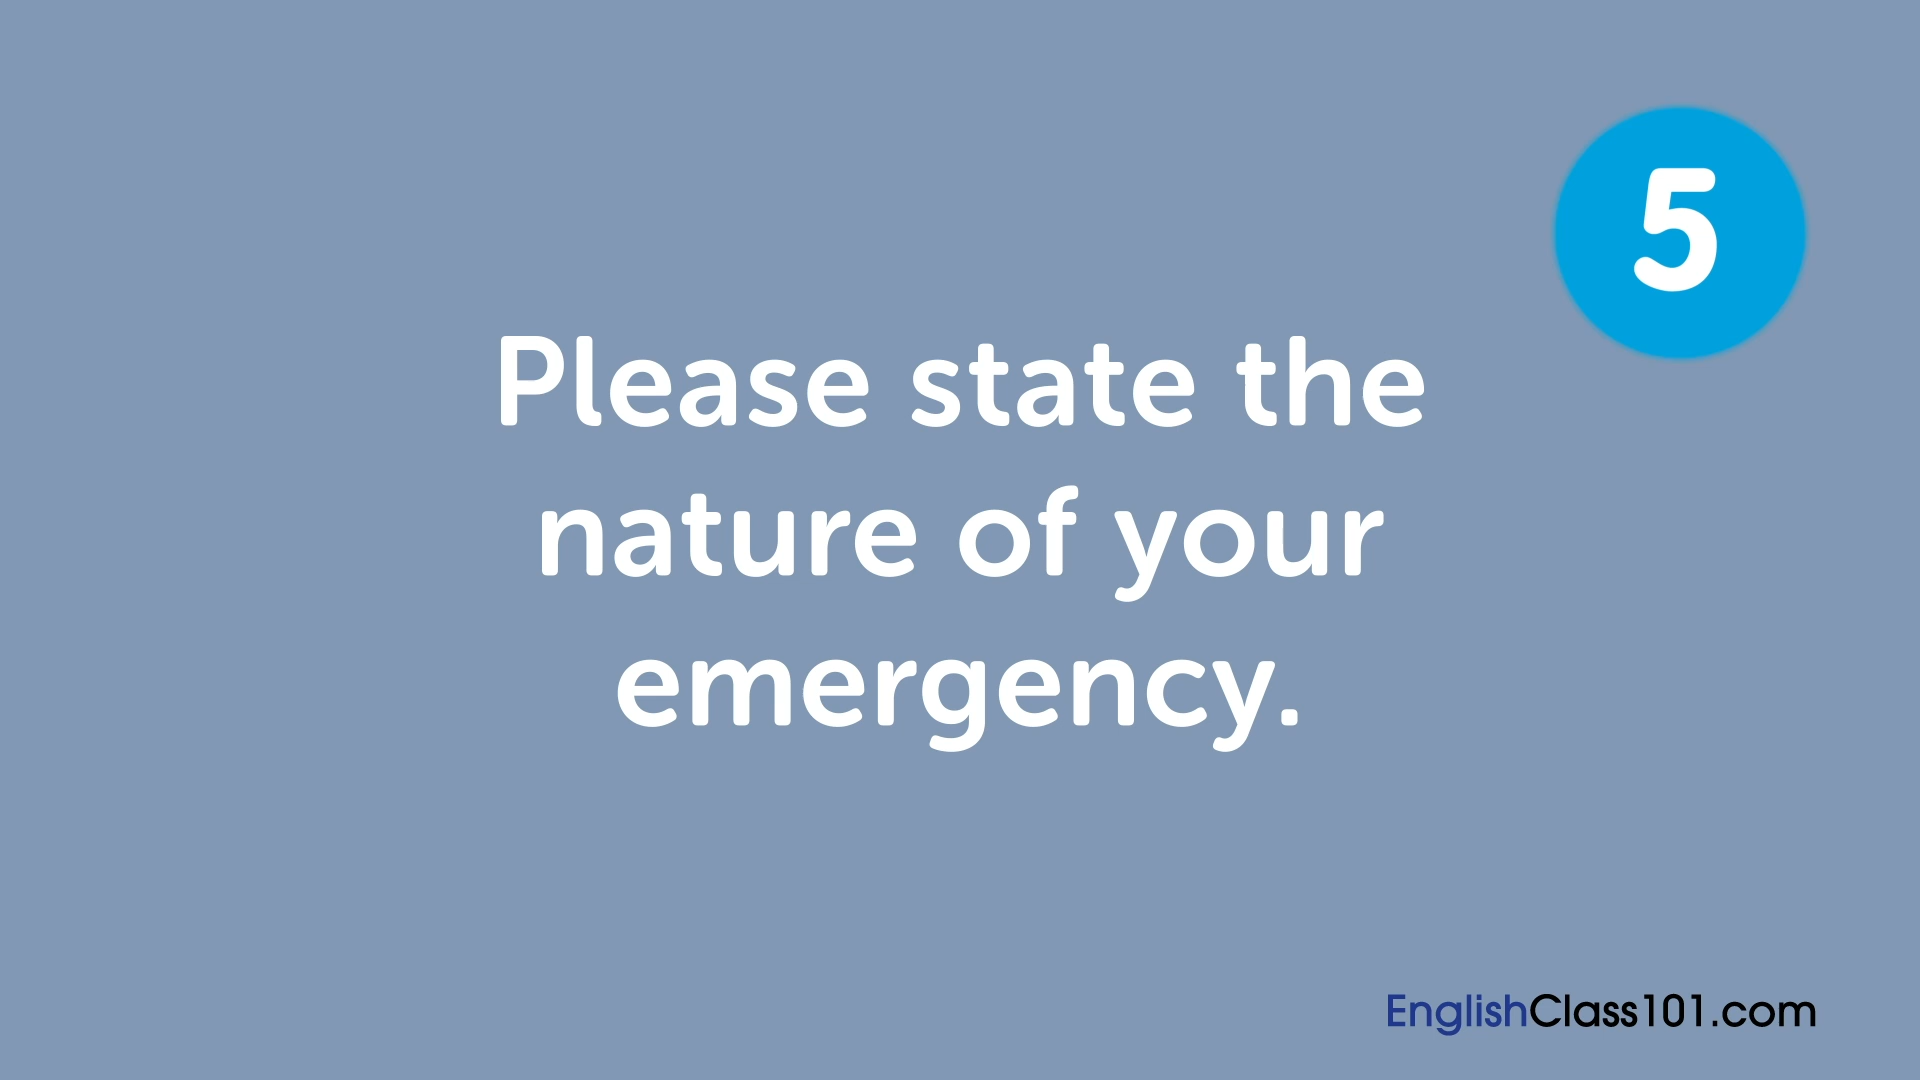 5
Please state the
nature of your
emergency.
EnglishClass101.com